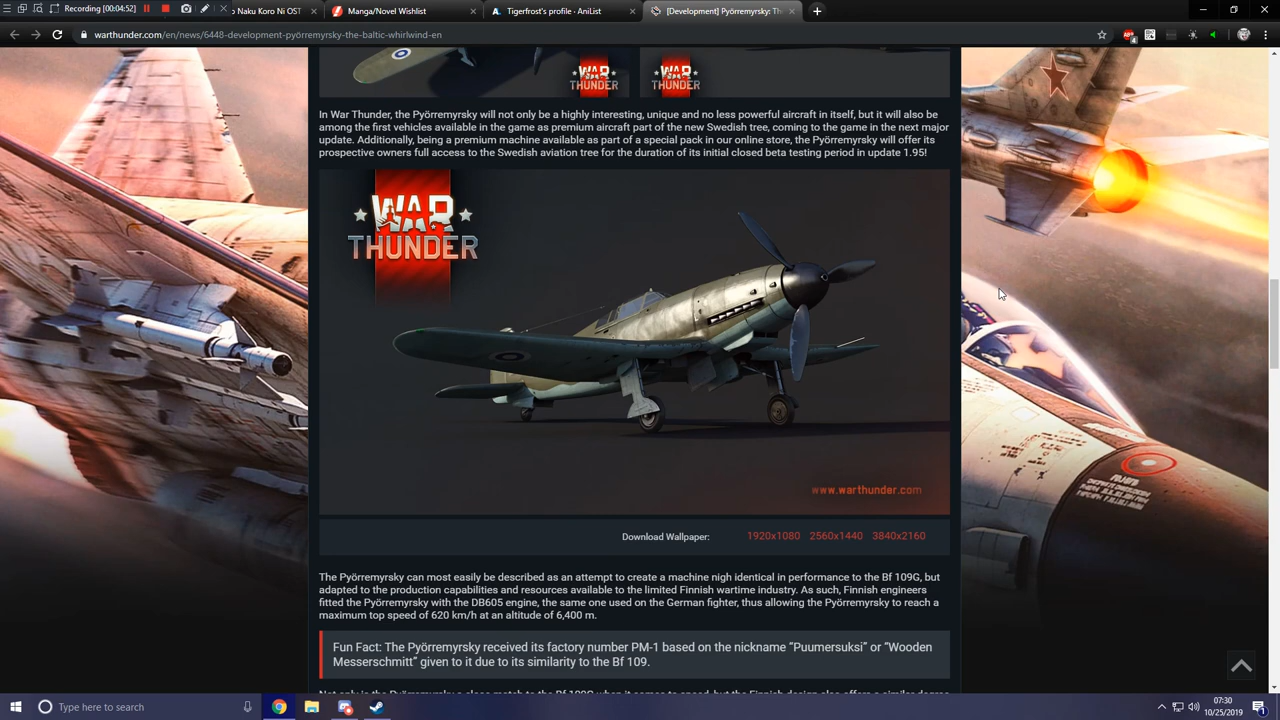 Recording [00:04:52]
o Naku Koro Ni OST
Manga/Novel Wishlist
Tigerfrost's profile · AniList
[Development] Pyörremyrsky: Th
warthunder.com/en/news/6448-development-pyörremyrsky-the-baltic-whirlwind-en
WAR THUNDER
WAR THUNDER
In War Thunder, the Pyörremyrsky will not only be a highly interesting, unique and no less powerful aircraft in itself, but it will also be
among the first vehicles available in the game as premium aircraft part of the new Swedish tree, coming to the game in the next major
update. Additionally, being a premium machine available as part of a special pack in our online store, the Pyörremyrsky will offer its
prospective owners full access to the Swedish aviation tree for the duration of its initial closed beta testing period in update 1.95!
WAR
THUNDER
www.warthunder.com
Download Wallpaper: 1920x1080 2560x1440 3840x2160
The Pyörremyrsky can most easily be described as an attempt to create a machine nigh identical in performance to the Bf 109G, but
adapted to the production capabilities and resources available to the limited Finnish wartime industry. As such, Finnish engineers
fitted the Pyörremyrsky with the DB605 engine, the same one used on the German fighter, thus allowing the Pyörremyrsky to reach a
maximum top speed of 620 km/h at an altitude of 6,400 m.
Fun Fact: The Pyörremyrsky received its factory number PM-1 based on the nickname “Puumersuksi” or “Wooden
Messerschmitt” given to it due to its similarity to the Bf 109.
Type here to search
07:30
10/25/2019